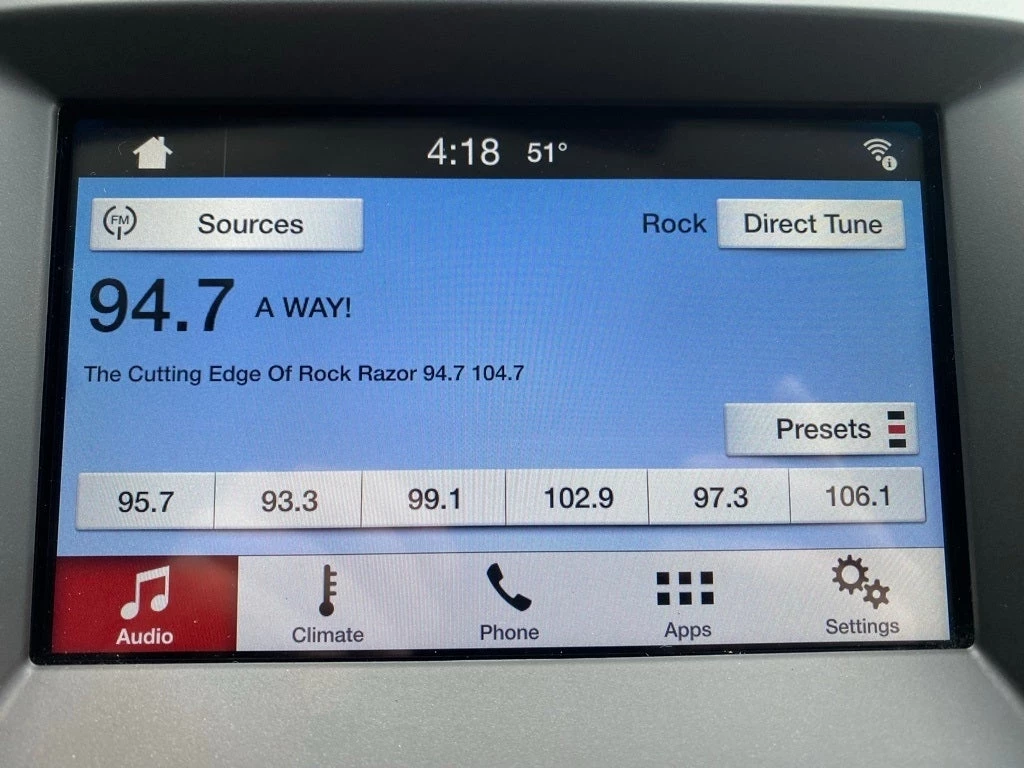 4:18 51°
FM Sources Rock Direct Tune
94.7 A WAY!
The Cutting Edge Of Rock Razor 94.7 104.7
Presets
95.7 93.3 99.1 102.9 97.3 106.1
Audio Climate Phone Apps Settings